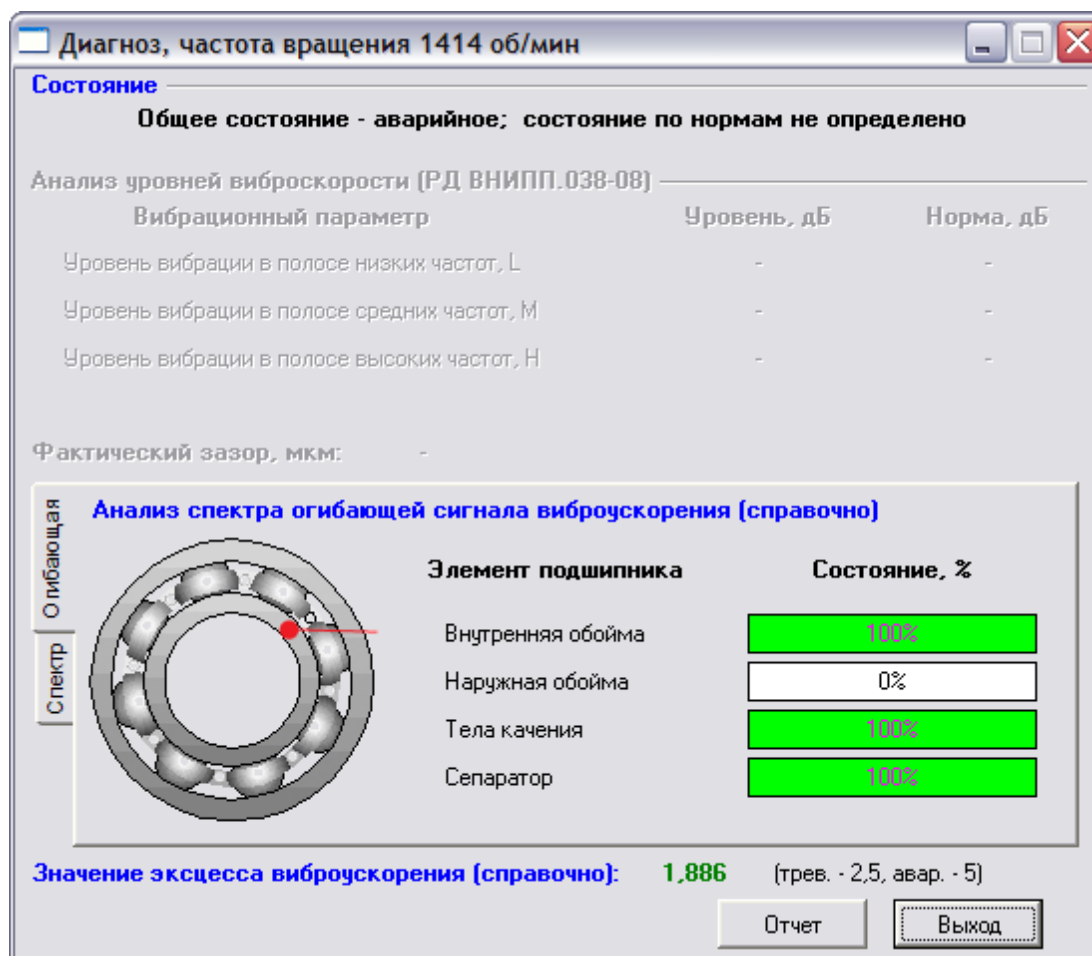 Диагноз, частота вращения 1414 об/мин
Состояние
Общее состояние - аварийное; состояние по нормам не определено
Анализ уровней виброскорости (РД ВНИПП.038-08)
Вибрационный параметр Уровень, дБ Норма, дБ
Уровень вибрации в полосе низких частот, L - -
Уровень вибрации в полосе средних частот, M - -
Уровень вибрации в полосе высоких частот, H - -
Фактический зазор, мкм: -
Огибающая
Спектр
Анализ спектра огибающей сигнала виброускорения (справочно)
Элемент подшипника Состояние, %
Внутренняя обойма 100%
Наружная обойма 0%
Тела качения 100%
Сепаратор 100%
Значение эксцесса виброускорения (справочно): 1,886 (трев. - 2,5, авар. - 5)
Отчет Выход